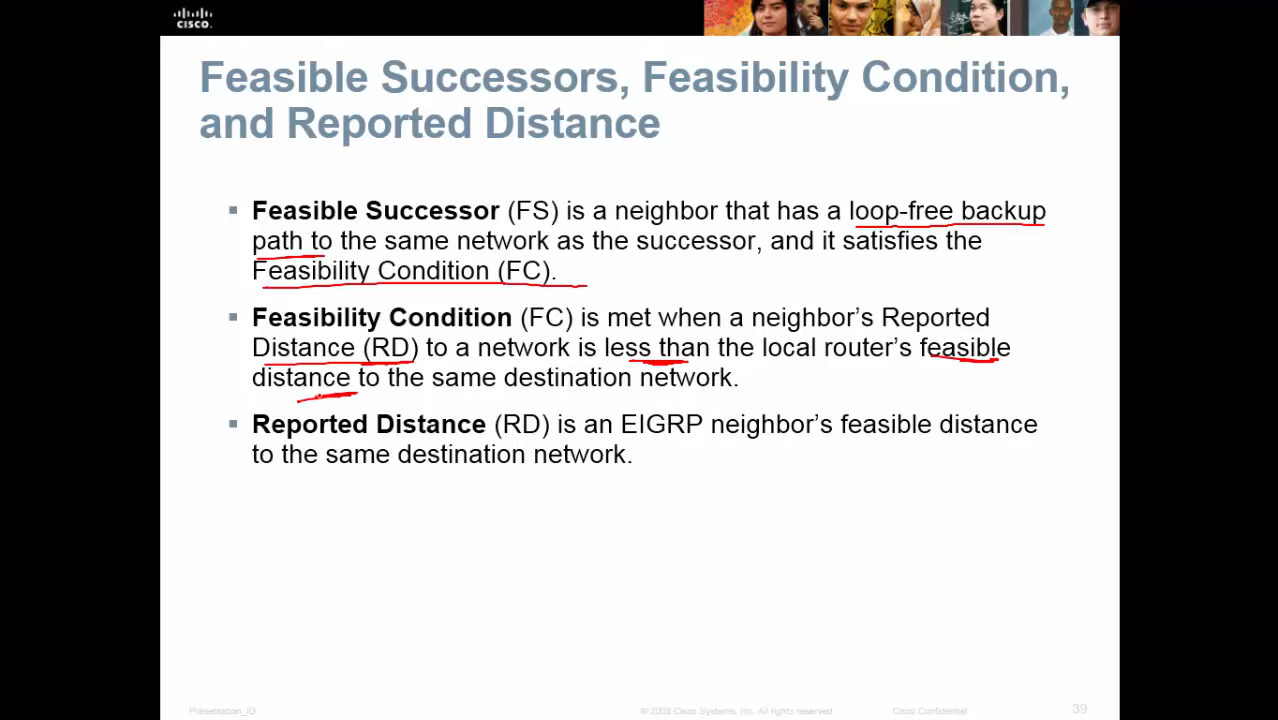 CISCO.
Feasible Successors, Feasibility Condition,
and Reported Distance
▪ Feasible Successor (FS) is a neighbor that has a loop-free backup
path to the same network as the successor, and it satisfies the
Feasibility Condition (FC).
▪ Feasibility Condition (FC) is met when a neighbor's Reported
Distance (RD) to a network is less than the local router's feasible
distance to the same destination network.
▪ Reported Distance (RD) is an EIGRP neighbor's feasible distance
to the same destination network.
Presentation_ID © 2008 Cisco Systems, Inc. All rights reserved. Cisco Confidential 39